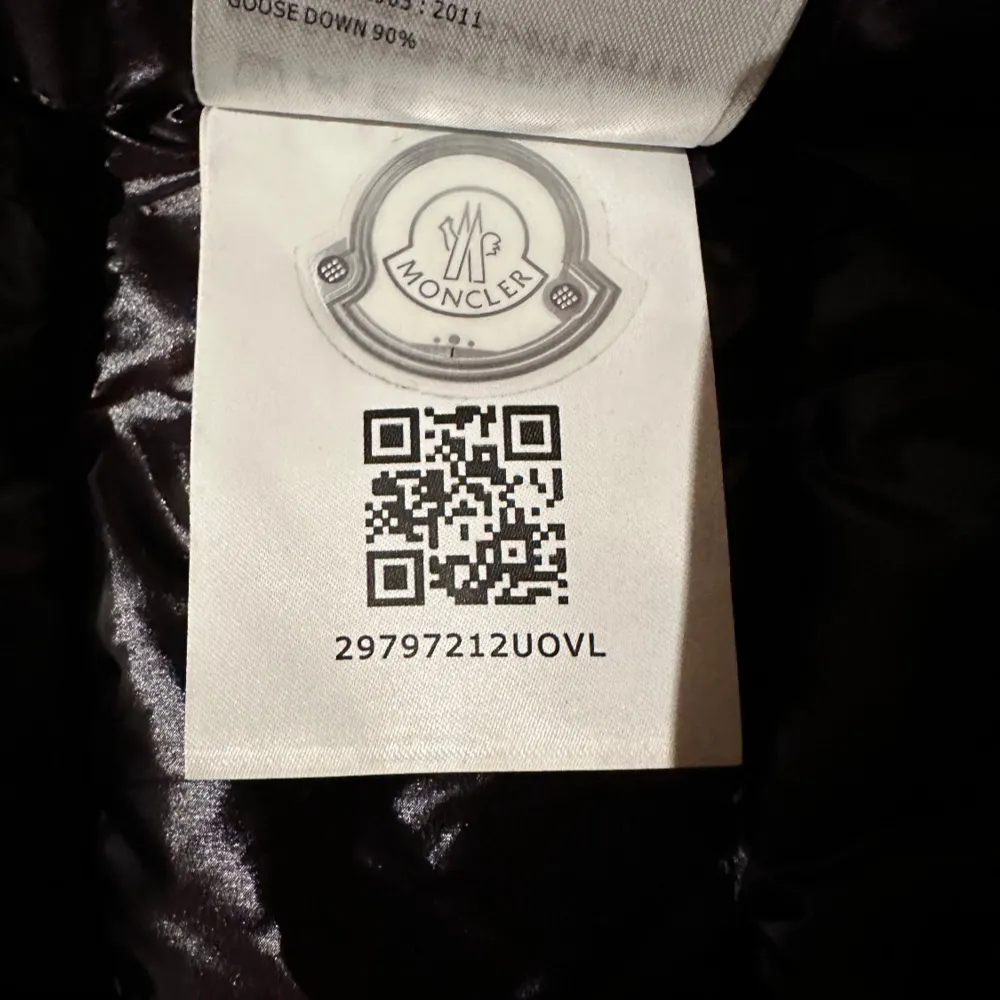 : 2011
GOOSE DOWN 90%
MONCLER
29797212UOVL